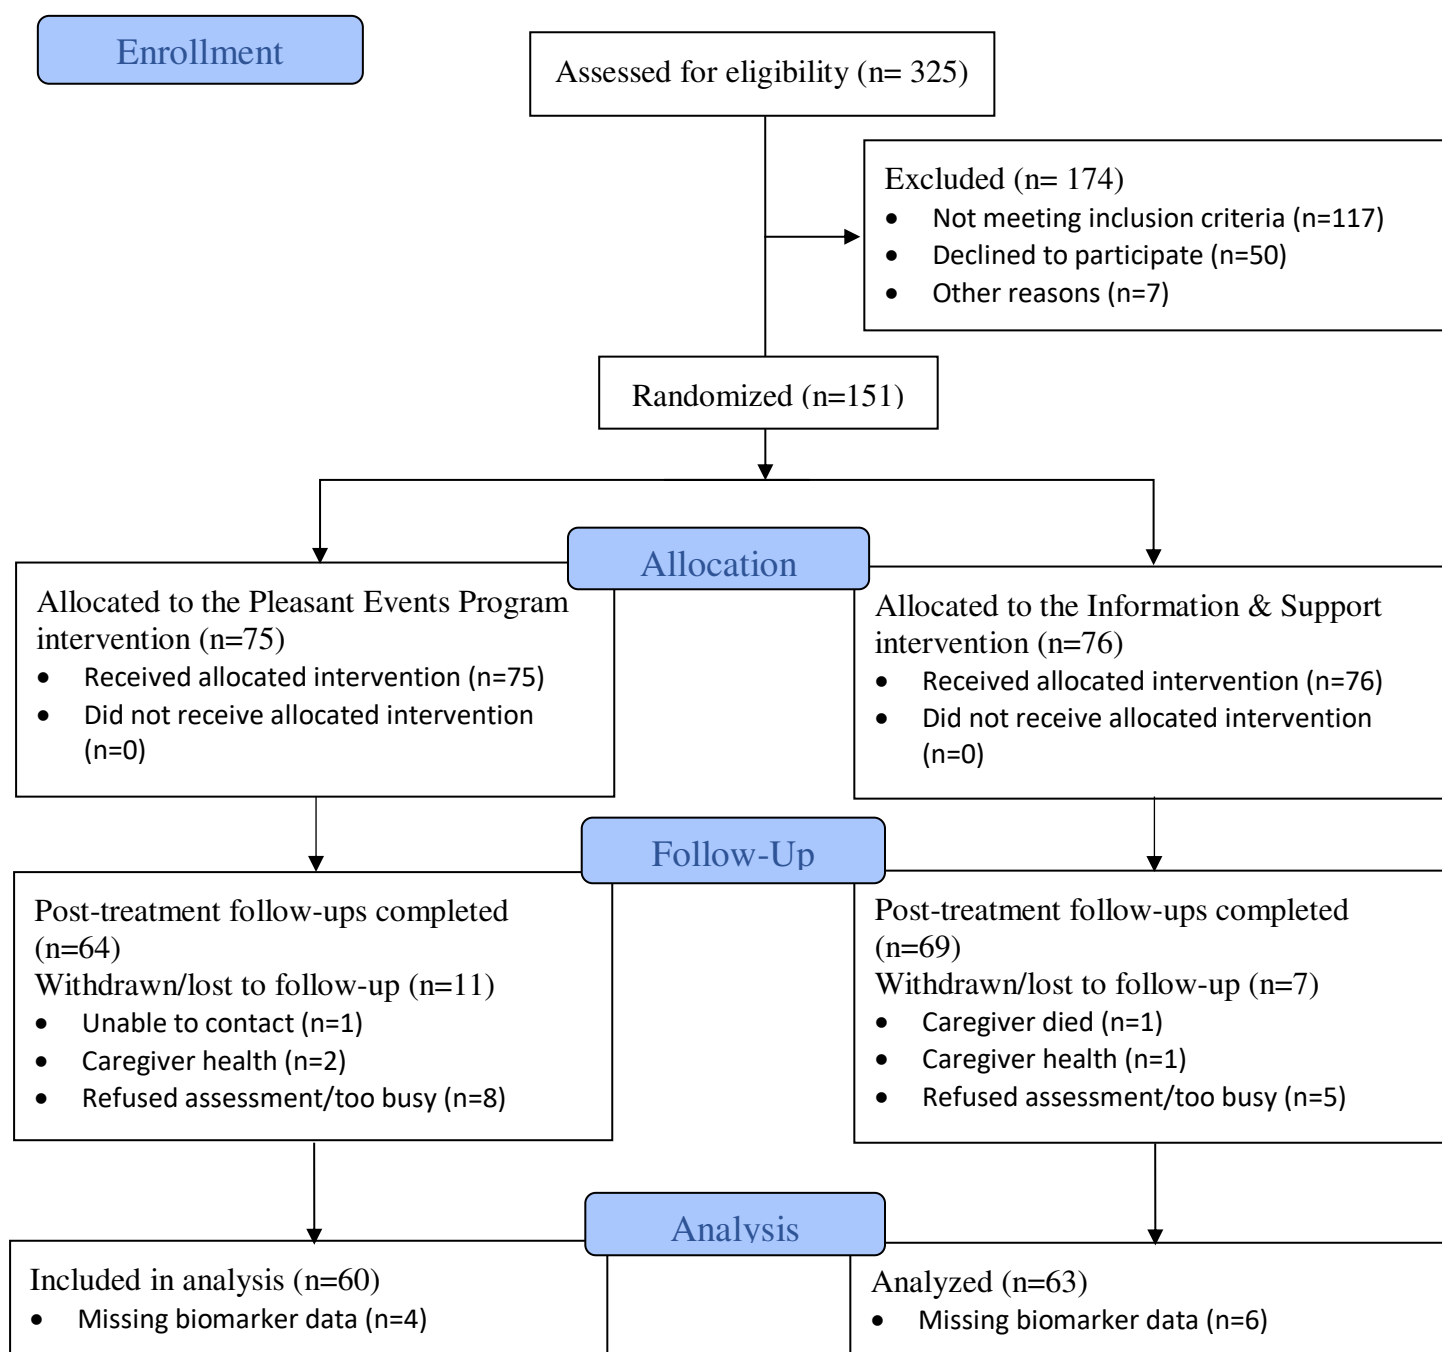 Enrollment
Assessed for eligibility (n= 325)
Excluded (n= 174)
• Not meeting inclusion criteria (n=117)
• Declined to participate (n=50)
• Other reasons (n=7)
Randomized (n=151)
Allocation
Allocated to the Pleasant Events Program
intervention (n=75)
• Received allocated intervention (n=75)
• Did not receive allocated intervention
(n=0)
Allocated to the Information & Support
intervention (n=76)
• Received allocated intervention (n=76)
• Did not receive allocated intervention
(n=0)
Follow-Up
Post-treatment follow-ups completed
(n=64)
Withdrawn/lost to follow-up (n=11)
• Unable to contact (n=1)
• Caregiver health (n=2)
• Refused assessment/too busy (n=8)
Post-treatment follow-ups completed
(n=69)
Withdrawn/lost to follow-up (n=7)
• Caregiver died (n=1)
• Caregiver health (n=1)
• Refused assessment/too busy (n=5)
Analysis
Included in analysis (n=60)
• Missing biomarker data (n=4)
Analyzed (n=63)
• Missing biomarker data (n=6)